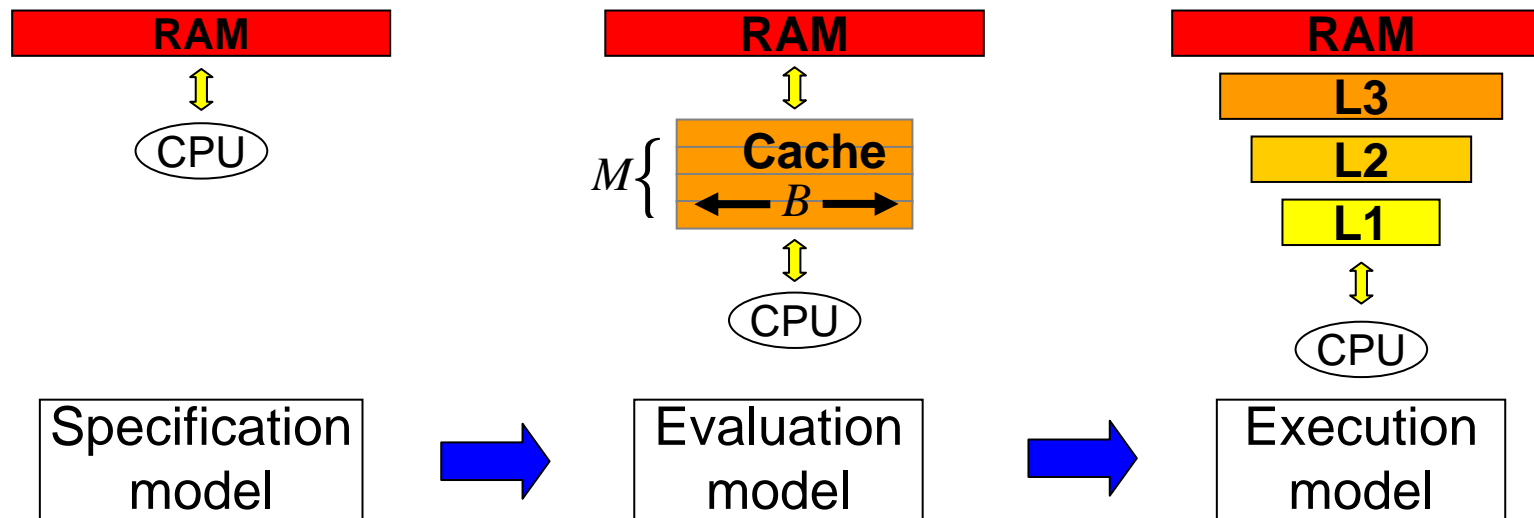 RAM
CPU
Specification
model
RAM
Cache
M
B
CPU
Evaluation
model
RAM
L3
L2
L1
CPU
Execution
model